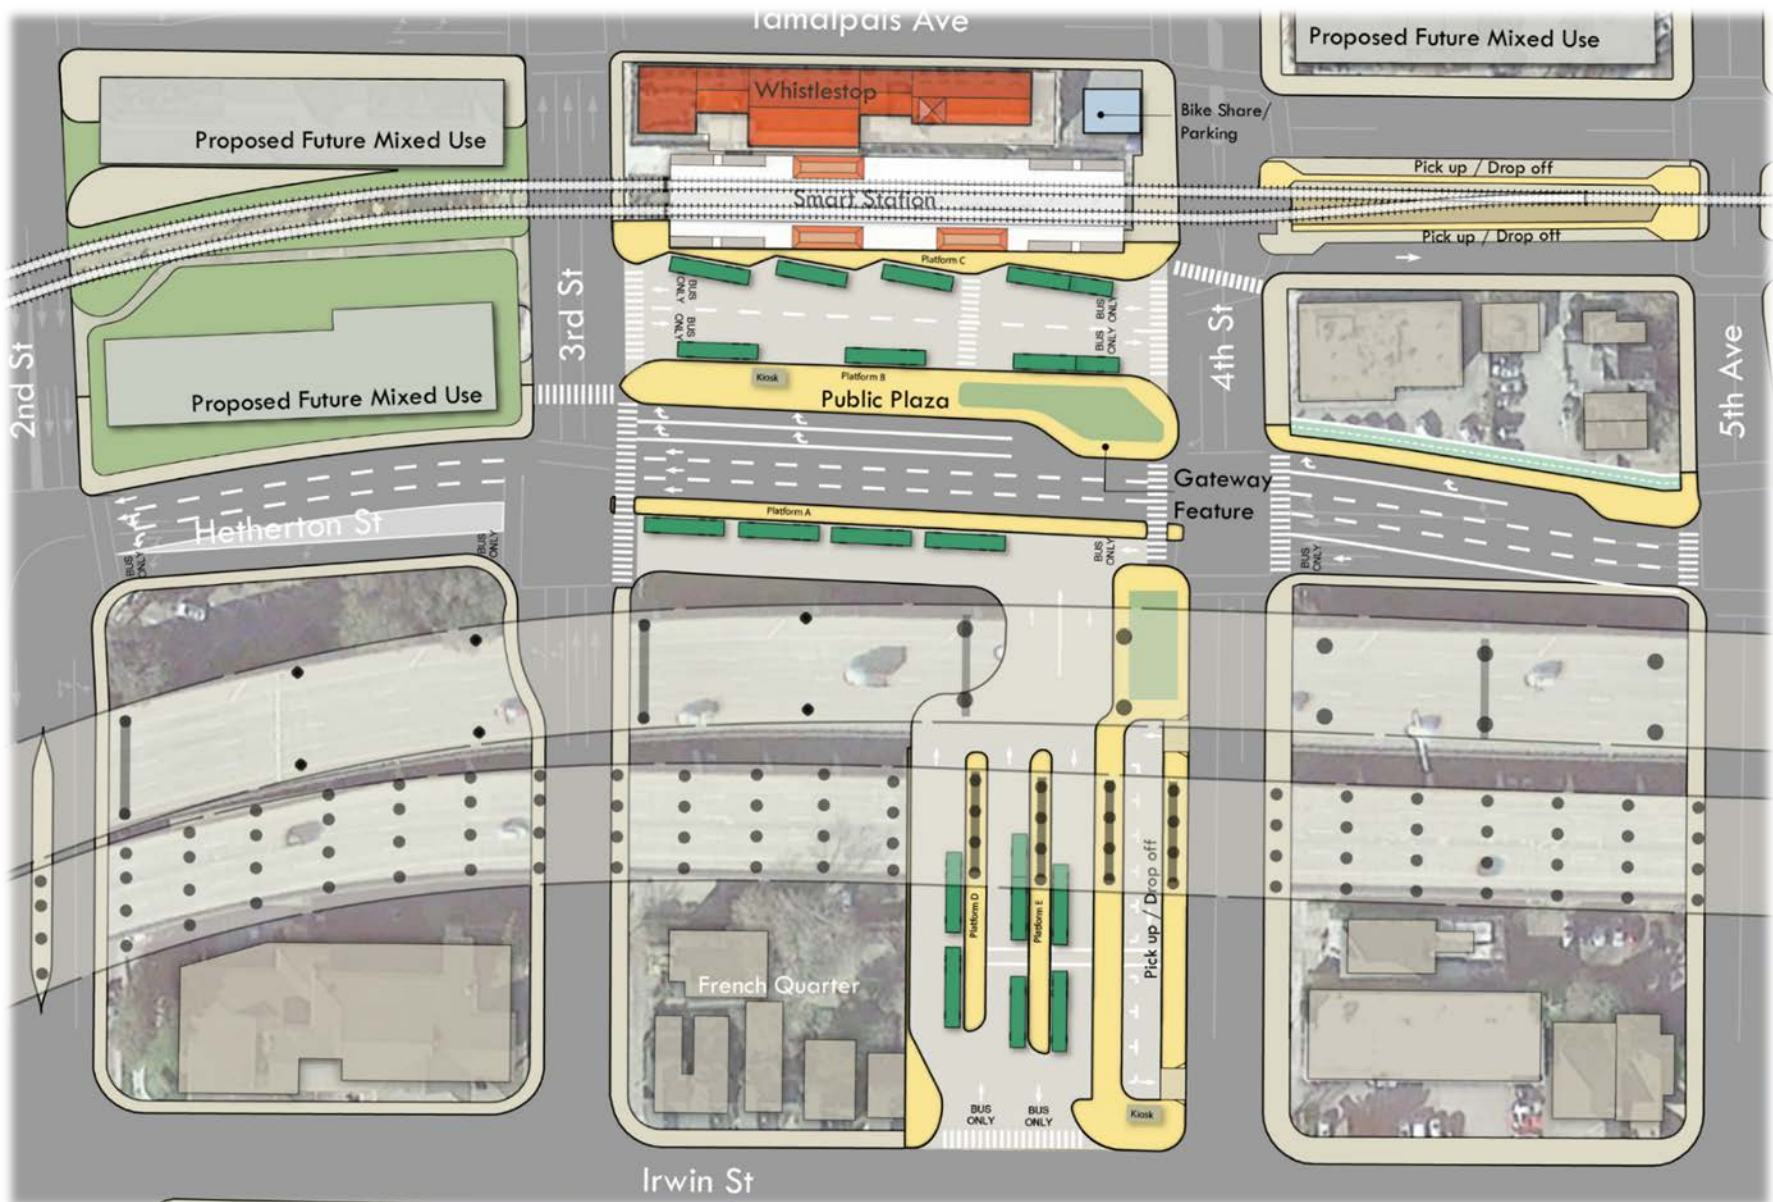 Tamalpais Ave
Proposed Future Mixed Use
Whistlestop
Bike Share/
Parking
Proposed Future Mixed Use
Pick up / Drop off
Smart Station
Pick up / Drop off
Platform C
BUS
ONLY
BUS
ONLY
3rd St
4th St
BUS
ONLY
BUS
ONLY
2nd St
5th Ave
Kiosk
Platform B
Proposed Future Mixed Use
Public Plaza
Gateway
Feature
Platform A
Hetherton St
BUS
ONLY
BUS
ONLY
BUS
ONLY
BUS
ONLY
Platform D
Platform E
Pick up / Drop off
French Quarter
BUS
ONLY
BUS
ONLY
Kiosk
Irwin St